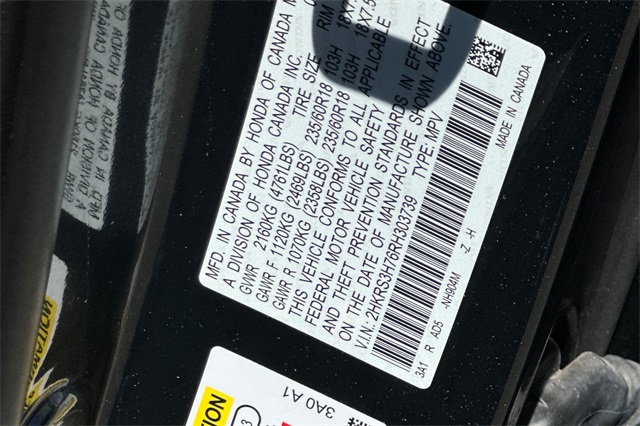 MFD. IN CANADA BY HONDA OF CANADA M
A DIVISION OF HONDA CANADA INC.
GVWR 2160KG (4761LBS) TIRE SIZE RIM
GAWR F 1120KG (2469LBS) 235/60R18 103H 18X7.5
GAWR R 1070KG (2358LBS) 235/60R18 103H 18X7.5
THIS VEHICLE CONFORMS TO ALL APPLICABLE
FEDERAL MOTOR VEHICLE SAFETY
AND THEFT PREVENTION STANDARDS IN EFFECT
ON THE DATE OF MANUFACTURE SHOWN ABOVE.
V.I.N.: 2HKRS3H76RH303739 TYPE: MPV
3A1 R AD5 -NH904M -Z -H
MADE IN CANADA
3A0 A1